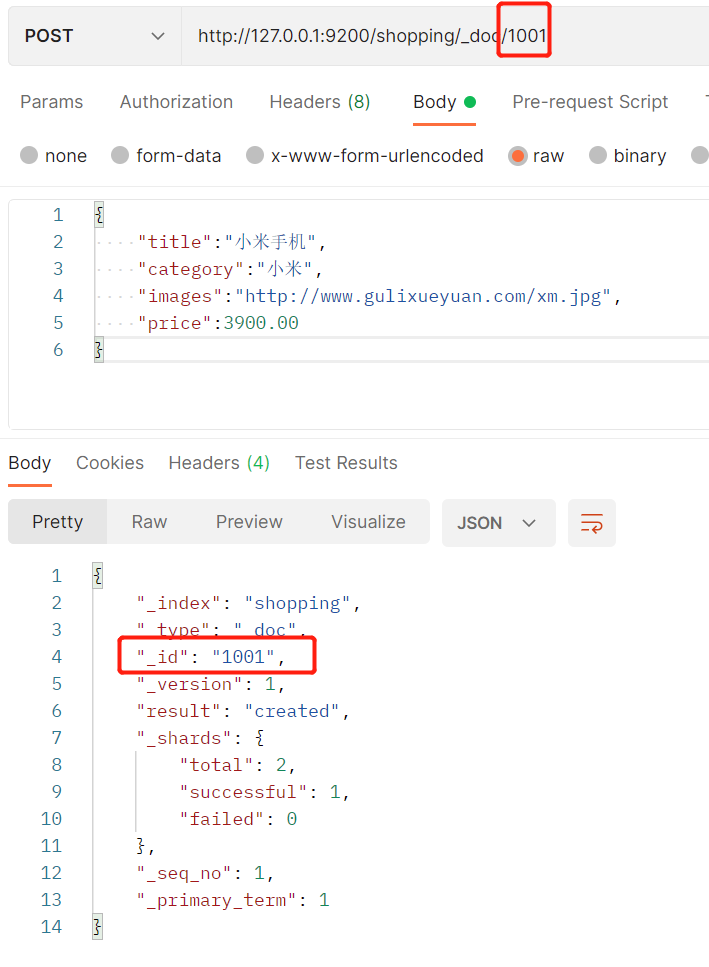 POST http://127.0.0.1:9200/shopping/_doc/1001
Params Authorization Headers (8) Body Pre-request Script
none form-data x-www-form-urlencoded raw binary
1 {
2 "title":"小米手机",
3 "category":"小米",
4 "images":"http://www.gulixueyuan.com/xm.jpg",
5 "price":3900.00
6 }
Body Cookies Headers (4) Test Results
Pretty Raw Preview Visualize JSON
1 {
2 "_index": "shopping",
3 "_type": "_doc",
4 "_id": "1001",
5 "_version": 1,
6 "result": "created",
7 "_shards": {
8 "total": 2,
9 "successful": 1,
10 "failed": 0
11 },
12 "_seq_no": 1,
13 "_primary_term": 1
14 }